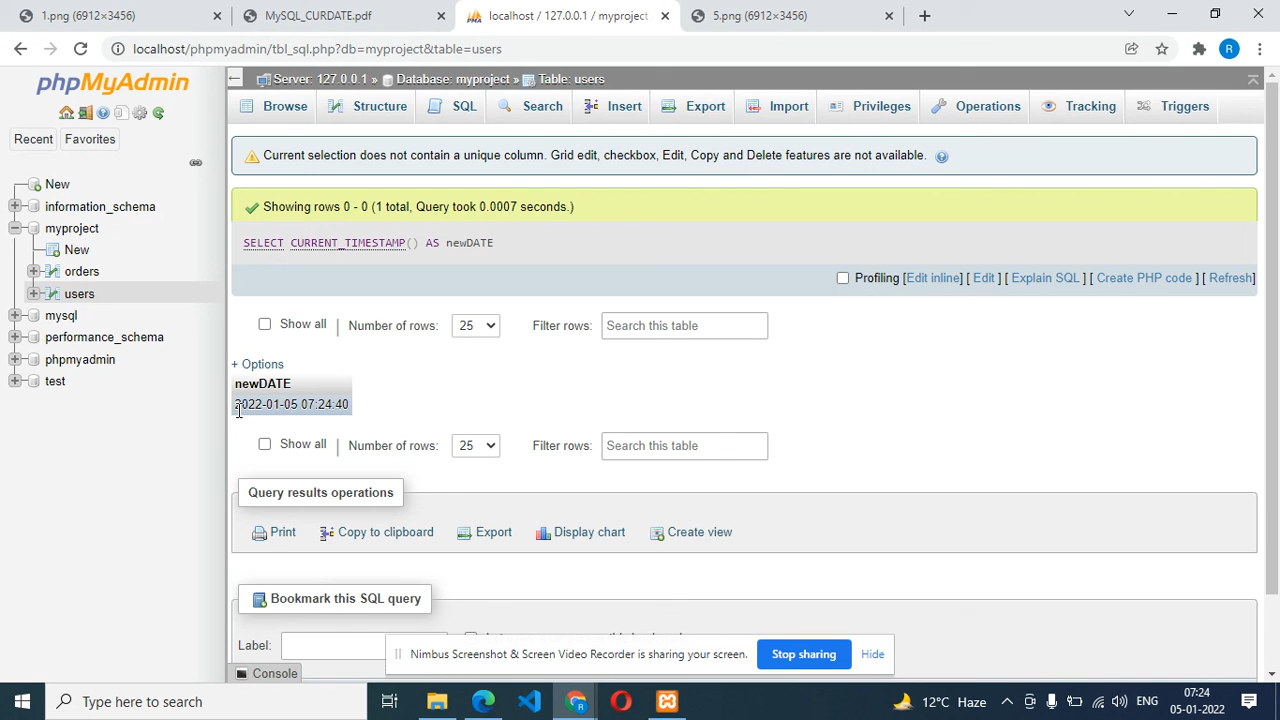 1.png (6912×3456)
MySQL_CURDATE.pdf
localhost / 127.0.0.1 / myproject
5.png (6912×3456)
localhost/phpmyadmin/tbl_sql.php?db=myproject&table=users
R
phpMyAdmin
Recent
Favorites
New
information_schema
myproject
New
orders
users
mysql
performance_schema
phpmyadmin
test
Server: 127.0.0.1 » Database: myproject » Table: users
Browse Structure SQL Search Insert Export Import Privileges Operations Tracking Triggers
Current selection does not contain a unique column. Grid edit, checkbox, Edit, Copy and Delete features are not available.
Showing rows 0 - 0 (1 total, Query took 0.0007 seconds.)
SELECT CURRENT_TIMESTAMP() AS newDATE
Profiling [Edit inline] [ Edit ] [ Explain SQL ] [ Create PHP code ] [ Refresh]
Show all | Number of rows: 25 Filter rows: Search this table
+ Options
newDATE
2022-01-05 07:24:40
Show all | Number of rows: 25 Filter rows: Search this table
Query results operations
Print Copy to clipboard Export Display chart Create view
Bookmark this SQL query
Label:
Nimbus Screenshot & Screen Video Recorder is sharing your screen. Stop sharing Hide
Console
Type here to search
12°C Haze
ENG
07:24
05-01-2022